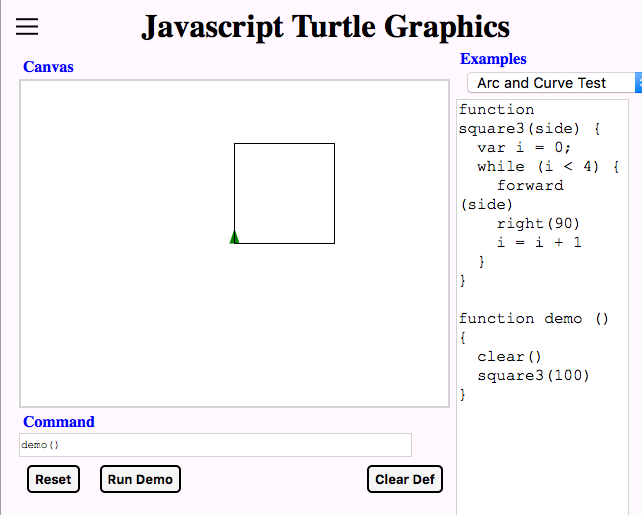 Javascript Turtle Graphics
Canvas
Examples
Arc and Curve Test
function
square3(side) {
  var i = 0;
  while (i < 4) {
    forward
(side)
    right(90)
    i = i + 1
  }
}

function demo ()
{
  clear()
  square3(100)
}
Command
demo()
Reset
Run Demo
Clear Def